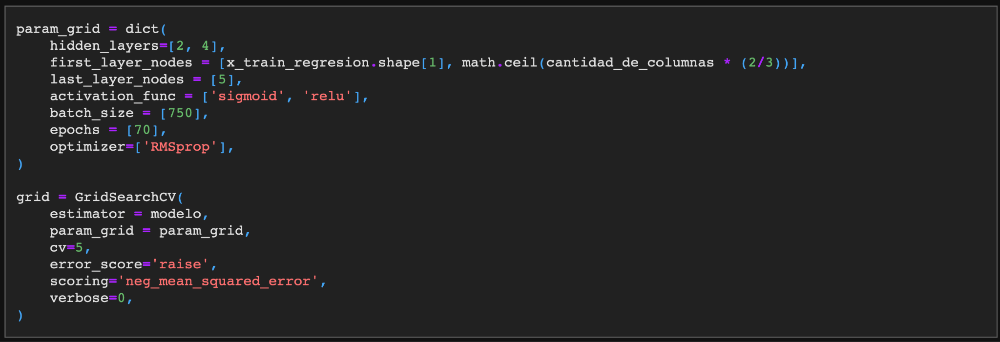 param_grid = dict(
    hidden_layers=[2, 4],
    first_layer_nodes = [x_train_regresion.shape[1], math.ceil(cantidad_de_columnas * (2/3))],
    last_layer_nodes = [5],
    activation_func = ['sigmoid', 'relu'],
    batch_size = [750],
    epochs = [70],
    optimizer=['RMSprop'],
)

grid = GridSearchCV(
    estimator = modelo,
    param_grid = param_grid,
    cv=5,
    error_score='raise',
    scoring='neg_mean_squared_error',
    verbose=0,
)